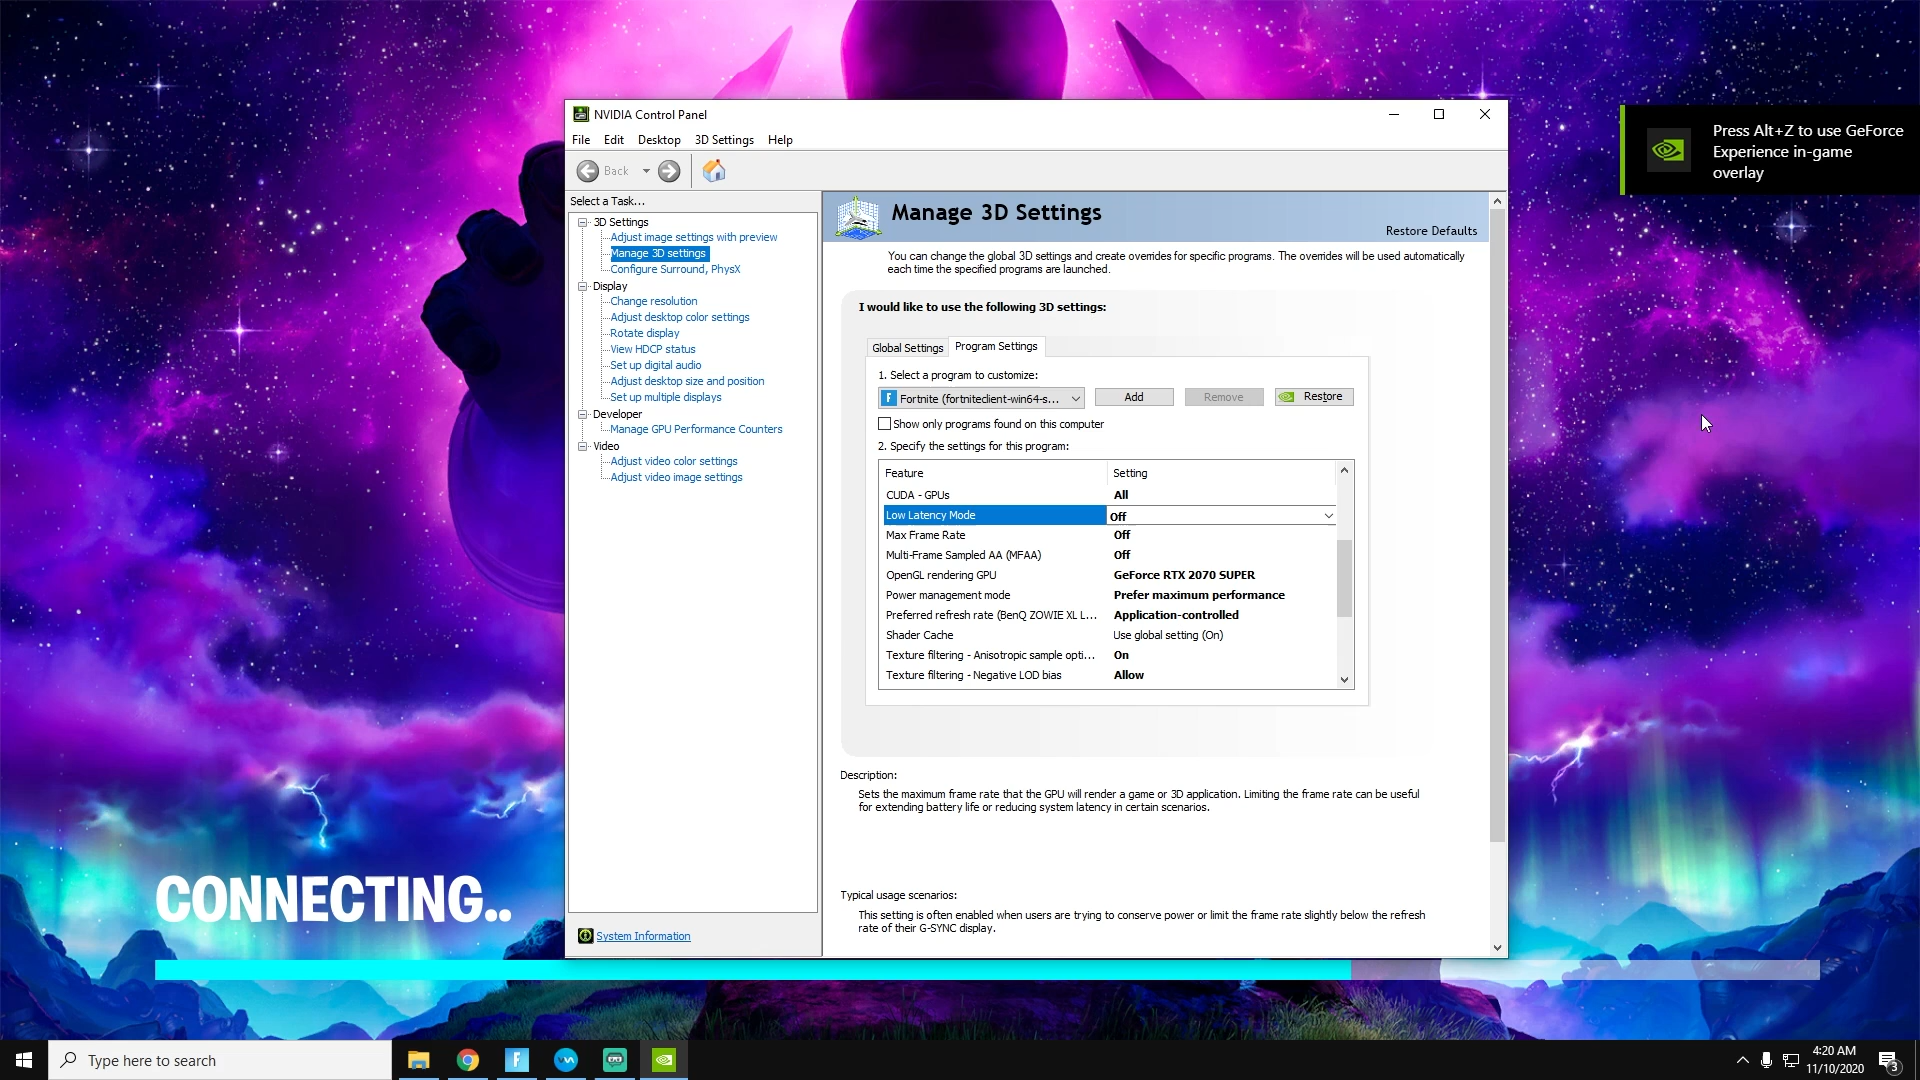 NVIDIA Control Panel
File Edit Desktop 3D Settings Help
Back
Select a Task...
3D Settings
Adjust image settings with preview
Manage 3D settings
Configure Surround, PhysX
Display
Change resolution
Adjust desktop color settings
Rotate display
View HDCP status
Set up digital audio
Adjust desktop size and position
Set up multiple displays
Developer
Manage GPU Performance Counters
Video
Adjust video color settings
Adjust video image settings
System Information
Manage 3D Settings
Restore Defaults
You can change the global 3D settings and create overrides for specific programs. The overrides will be used automatically
each time the specified programs are launched.
I would like to use the following 3D settings:
Global Settings Program Settings
1. Select a program to customize:
F Fortnite (fortniteclient-win64-s... Add Remove Restore
Show only programs found on this computer
2. Specify the settings for this program:
Feature Setting
CUDA - GPUs All
Low Latency Mode Off
Max Frame Rate Off
Multi-Frame Sampled AA (MFAA) Off
OpenGL rendering GPU GeForce RTX 2070 SUPER
Power management mode Prefer maximum performance
Preferred refresh rate (BenQ ZOWIE XL L... Application-controlled
Shader Cache Use global setting (On)
Texture filtering - Anisotropic sample opti... On
Texture filtering - Negative LOD bias Allow
Description:
Sets the maximum frame rate that the GPU will render a game or 3D application. Limiting the frame rate can be useful
for extending battery life or reducing system latency in certain scenarios.
Typical usage scenarios:
This setting is often enabled when users are trying to conserve power or limit the frame rate slightly below the refresh
rate of their G-SYNC display.
Press Alt+Z to use GeForce
Experience in-game
overlay
CONNECTING..
Type here to search
F
4:20 AM
11/10/2020
3